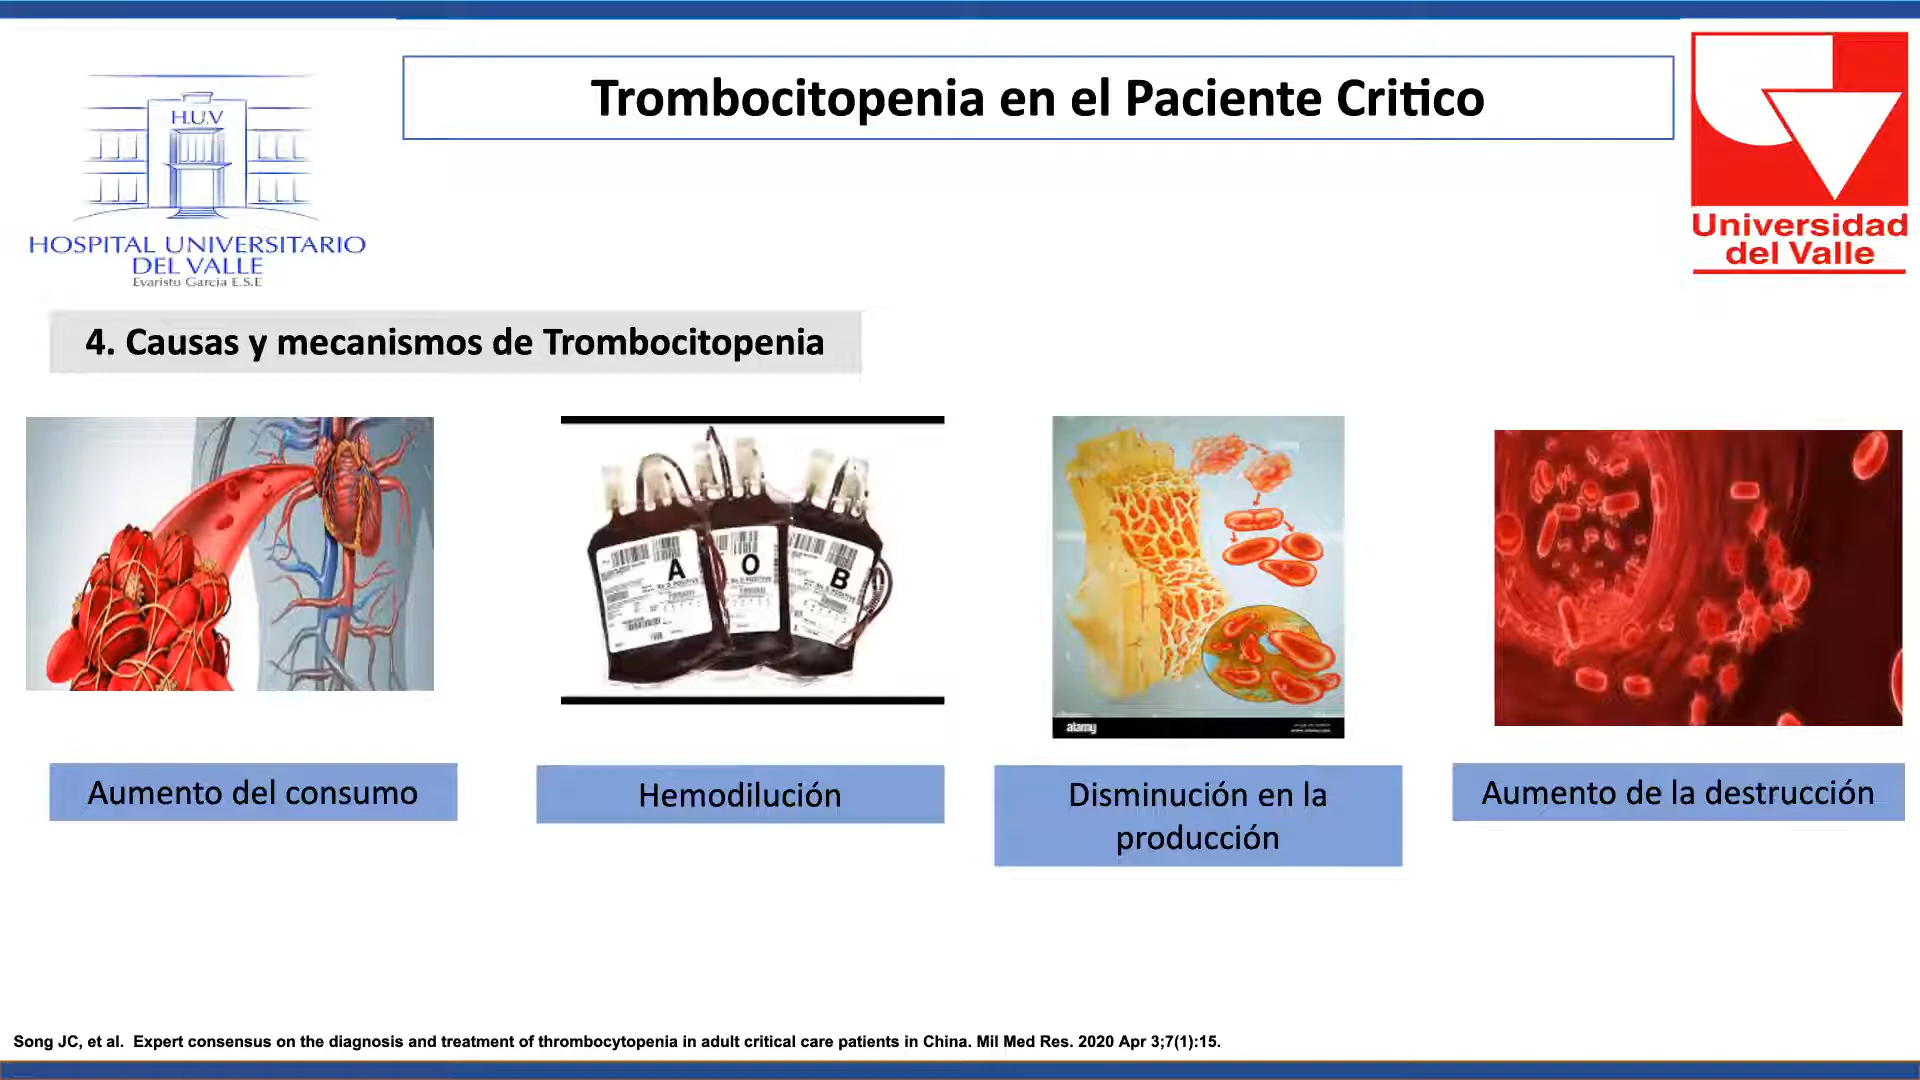 Trombocitopenia en el Paciente Critico
H.U.V
HOSPITAL UNIVERSITARIO
DEL VALLE
Evaristo Garcia E.S.E
Universidad
del Valle
4. Causas y mecanismos de Trombocitopenia
A
O
B
alamy
Aumento del consumo
Hemodilución
Disminución en la
producción
Aumento de la destrucción
Song JC, et al. Expert consensus on the diagnosis and treatment of thrombocytopenia in adult critical care patients in China. Mil Med Res. 2020 Apr 3;7(1):15.